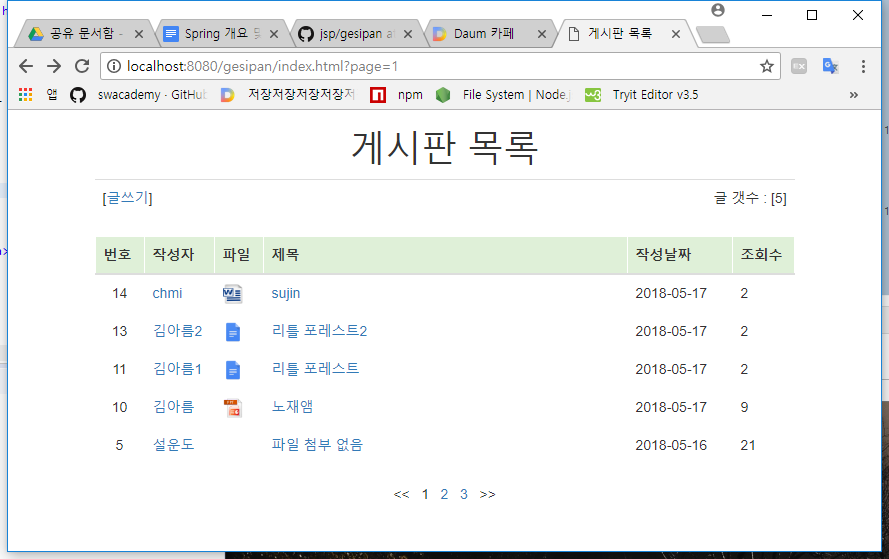 공유 문서함 -
Spring 개요 및
jsp/gesipan at
Daum 카페
게시판 목록
localhost:8080/gesipan/index.html?page=1
앱 swacademy · GitHub 저장저장저장저장저 npm File System | Node.j Tryit Editor v3.5 »
게시판 목록
[글쓰기] 글 갯수 : [5]
번호 작성자 파일 제목 작성날짜 조회수
14 chmi sujin 2018-05-17 2
13 김아름2 리틀 포레스트2 2018-05-17 2
11 김아름1 리틀 포레스트 2018-05-17 2
10 김아름 노재앰 2018-05-17 9
5 설운도 파일 첨부 없음 2018-05-16 21
<< 1 2 3 >>